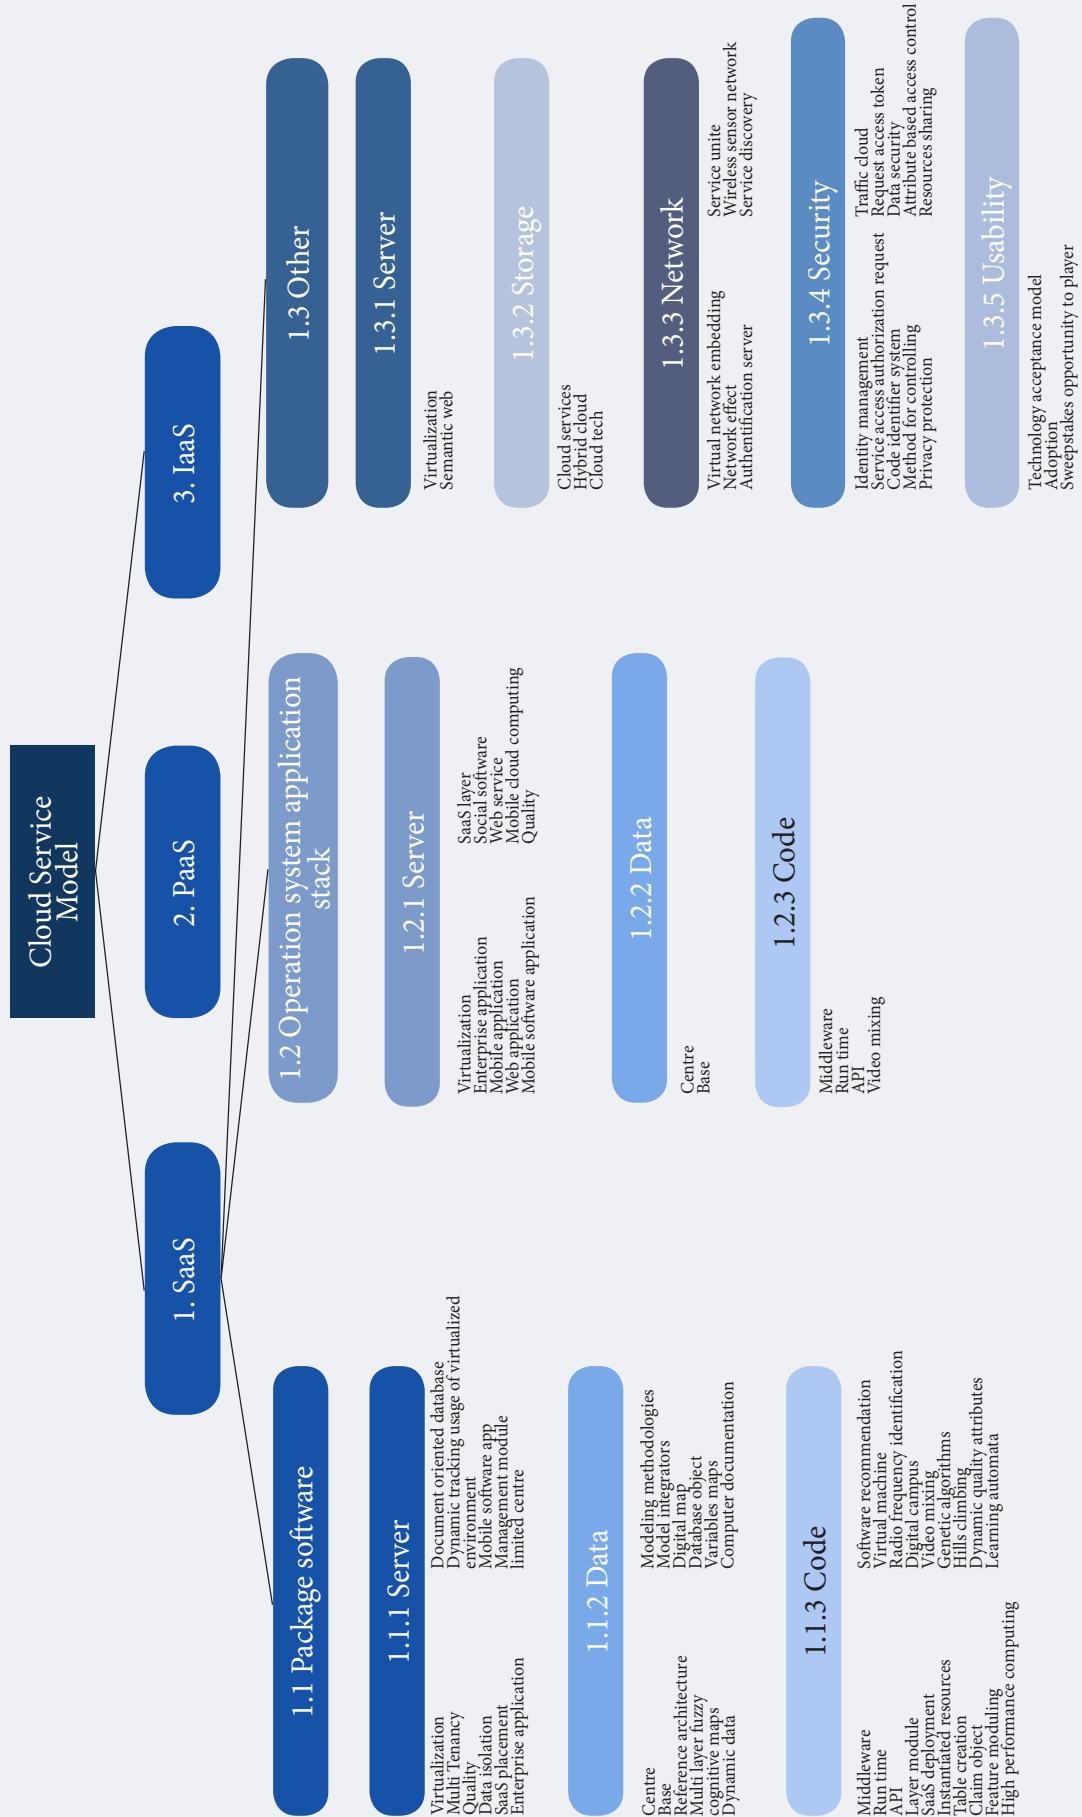 Cloud Service
Model
1. SaaS
2. PaaS
3. IaaS
1.1 Package software
1.1.1 Server
Virtualization
Multi Tenancy
Quality
Data isolation
SaaS placement
Enterprise application
Document oriented database
Dynamic tracking usage of virtualized
environment
Mobile software app
Management module
limited centre
1.1.2 Data
Centre
Base
Reference architecture
Multi layer fuzzy
cognitive maps
Dynamic data
Modeling methodologies
Model integrators
Digital map
Database object
Variables maps
Computer documentation
1.1.3 Code
Middleware
Run time
API
Layer module
SaaS deployment
Instantiated resources
Table creation
Claim object
Feature moduling
High performance computing
Software recommendation
Virtual machine
Radio frequency identification
Digital campus
Video mixing
Genetic algorithms
Hills climbing
Dynamic quality attributes
Learning automata
1.2 Operation system application
stack
1.2.1 Server
Virtualization
Enterprise application
Mobile application
Web application
Mobile software application
SaaS layer
Social software
Web service
Mobile cloud computing
Quality
1.2.2 Data
Centre
Base
1.2.3 Code
Middleware
Run time
API
Video mixing
1.3 Other
1.3.1 Server
Virtualization
Semantic web
1.3.2 Storage
Cloud services
Hybrid cloud
Cloud tech
1.3.3 Network
Virtual network embedding
Network effect
Authentification server
Service unite
Wireless sensor network
Service discovery
1.3.4 Security
Identity management
Service access authorization request
Code identifier system
Method for controlling
Privacy protection
Traffic cloud
Request access token
Data security
Attribute based access control
Resources sharing
1.3.5 Usability
Technology acceptance model
Adoption
Sweepstakes opportunity to player